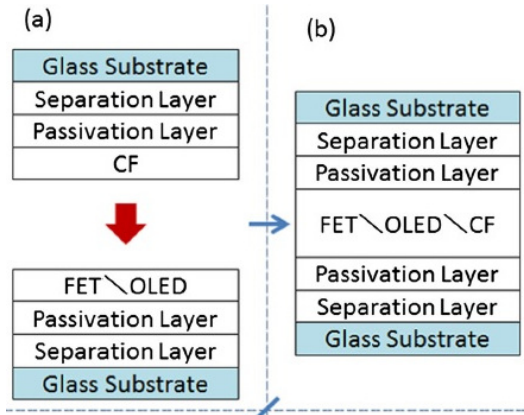 (a)
Glass Substrate
Separation Layer
Passivation Layer
CF
FET＼OLED
Passivation Layer
Separation Layer
Glass Substrate
(b)
Glass Substrate
Separation Layer
Passivation Layer
FET＼OLED＼CF
Passivation Layer
Separation Layer
Glass Substrate